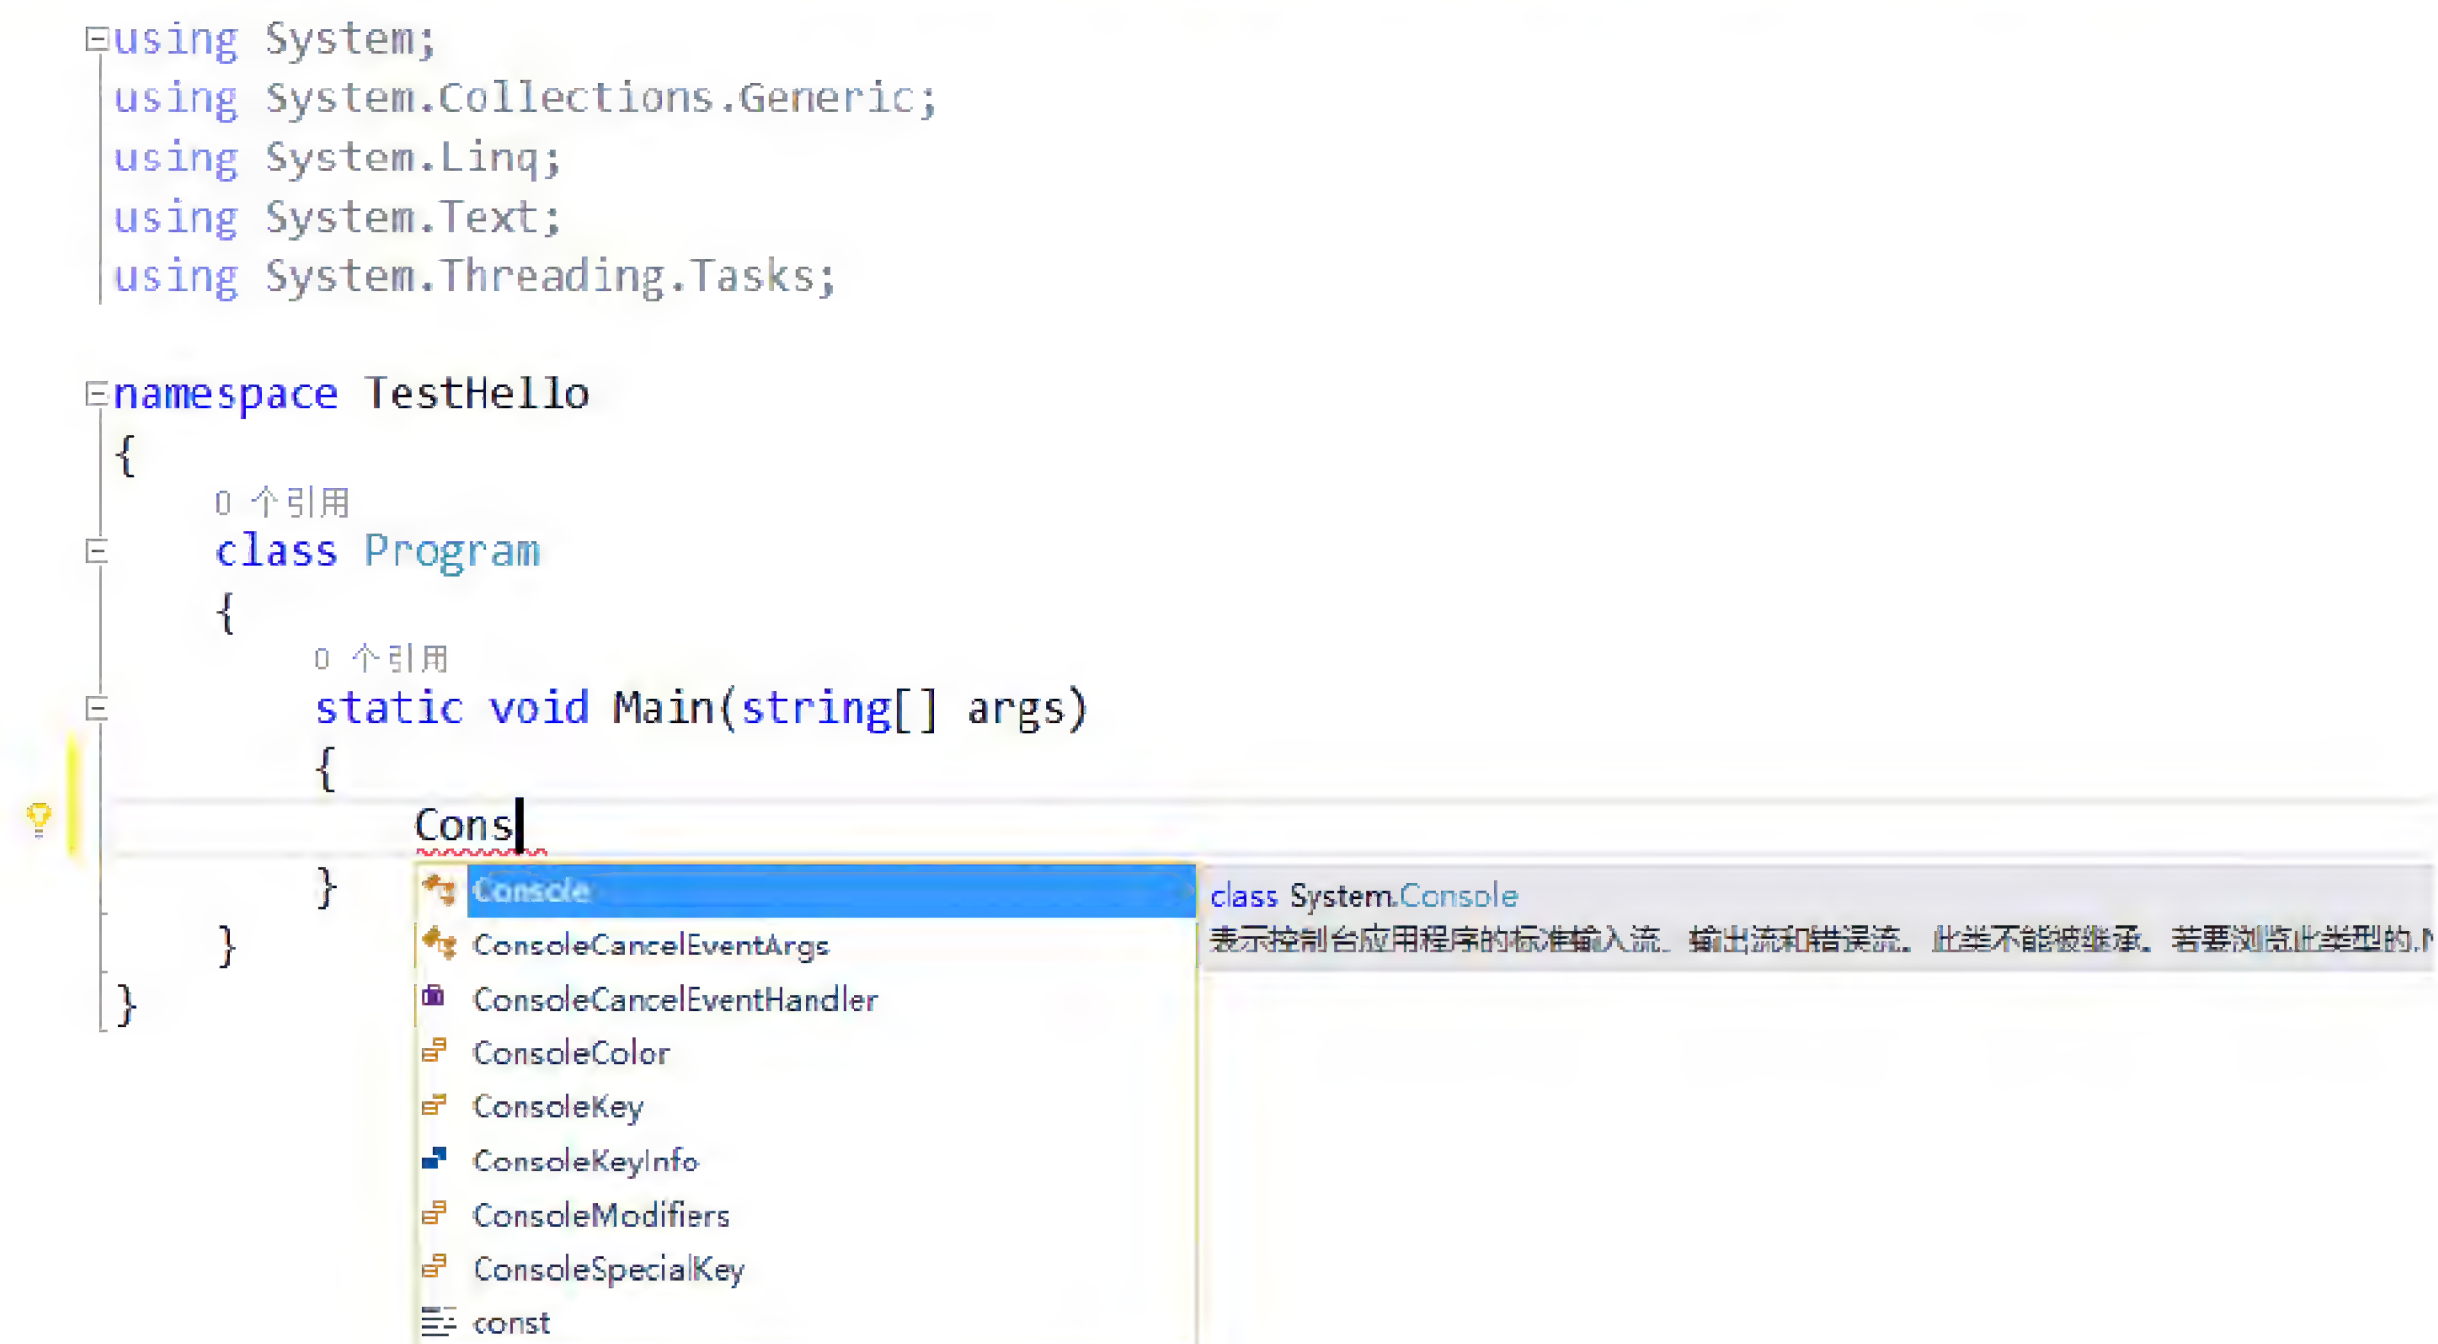 using System;
using System.Collections.Generic;
using System.Linq;
using System.Text;
using System.Threading.Tasks;
namespace TestHello
{
0 个引用
class Program
{
0 个引用
static void Main(string[] args)
{
Cons
}
}
}
Console
ConsoleCancelEventArgs
ConsoleCancelEventHandler
ConsoleColor
ConsoleKey
ConsoleKeyInfo
ConsoleModifiers
ConsoleSpecialKey
const
class System.Console
表示控制台应用程序的标准输入流、输出流和错误流。此类不能被继承。若要浏览此类型的.N